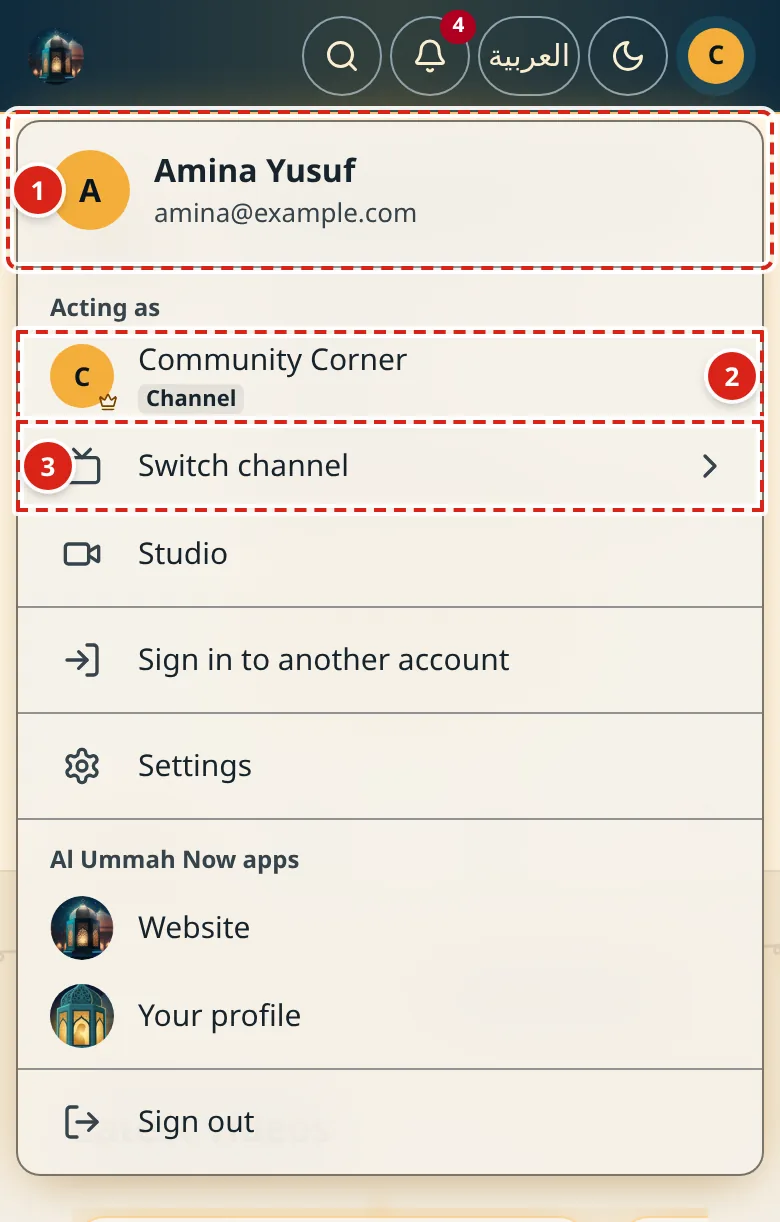 4
العربية
C
1
A
Amina Yusuf
amina@example.com
Acting as
C
Community Corner
Channel
2
3
Switch channel
Studio
Sign in to another account
Settings
Al Ummah Now apps
Website
Your profile
Sign out